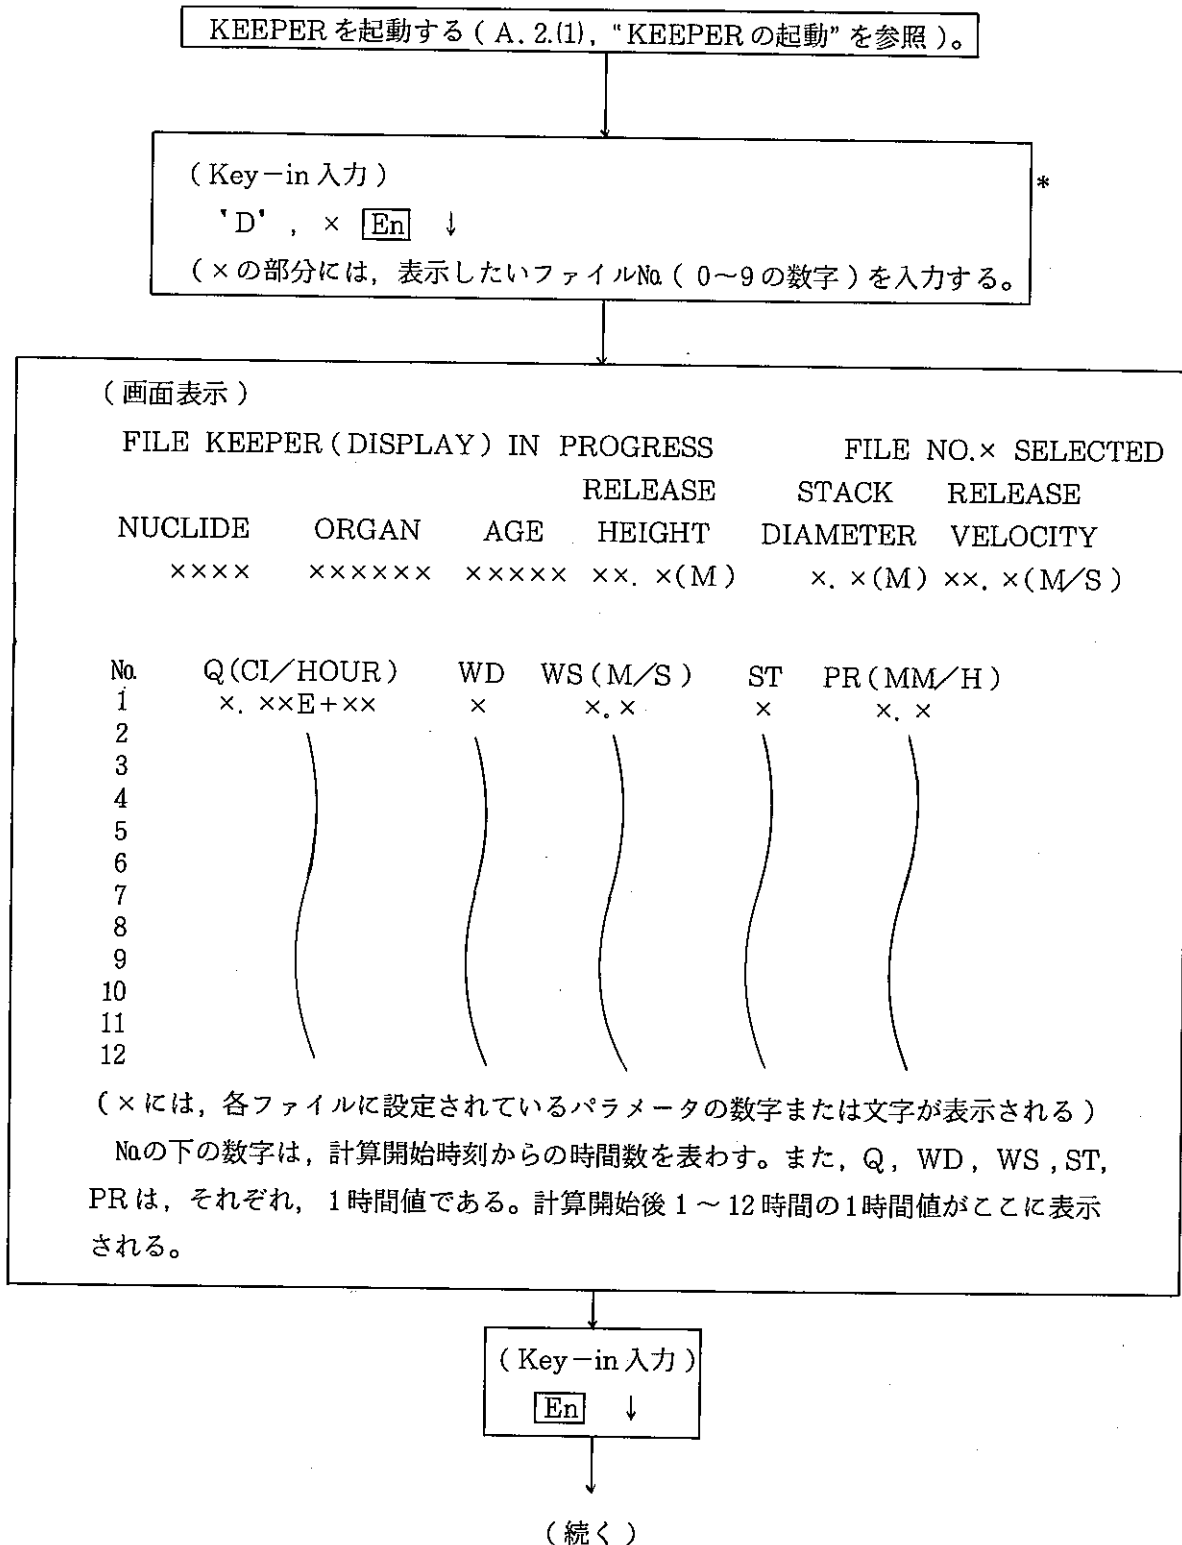 KEEPERを起動する(A.2.(1),“KEEPERの起動”を参照)。
(Key-in入力)
*
'D', × En ↓
(×の部分には,表示したいファイル№(0~9の数字)を入力する。
(画面表示)
FILE KEEPER(DISPLAY) IN PROGRESS FILE NO.× SELECTED
RELEASE STACK RELEASE
NUCLIDE ORGAN AGE HEIGHT DIAMETER VELOCITY
×××× ×××××× ××××× ××.×(M) ×.×(M) ××.×(M/S)
№ Q(CI/HOUR) WD WS(M/S) ST PR(MM/H)
1 ×.××E+×× × ×.× × ×.×
2
3
4
5
6
7
8
9
10
11
12
(×には,各ファイルに設定されているパラメータの数字または文字が表示される)
№の下の数字は,計算開始時刻からの時間数を表わす。また,Q,WD,WS,ST,
PRは,それぞれ,1時間値である。計算開始後1~12時間の1時間値がここに表示
される。
(Key-in入力)
En ↓
(続く)